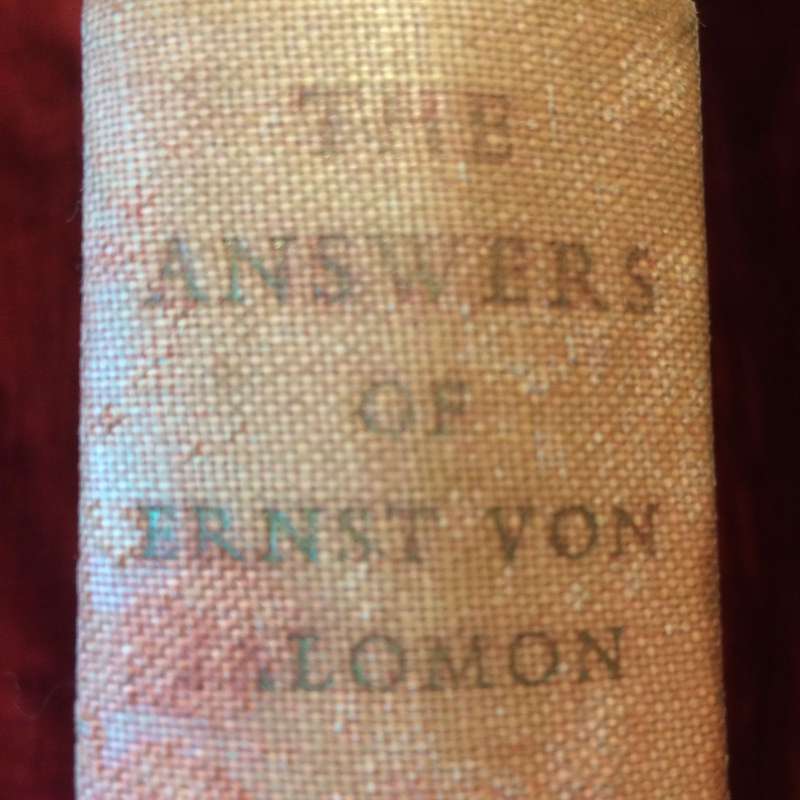 THE
ANSWERS
OF
ERNST VON
SALOMON